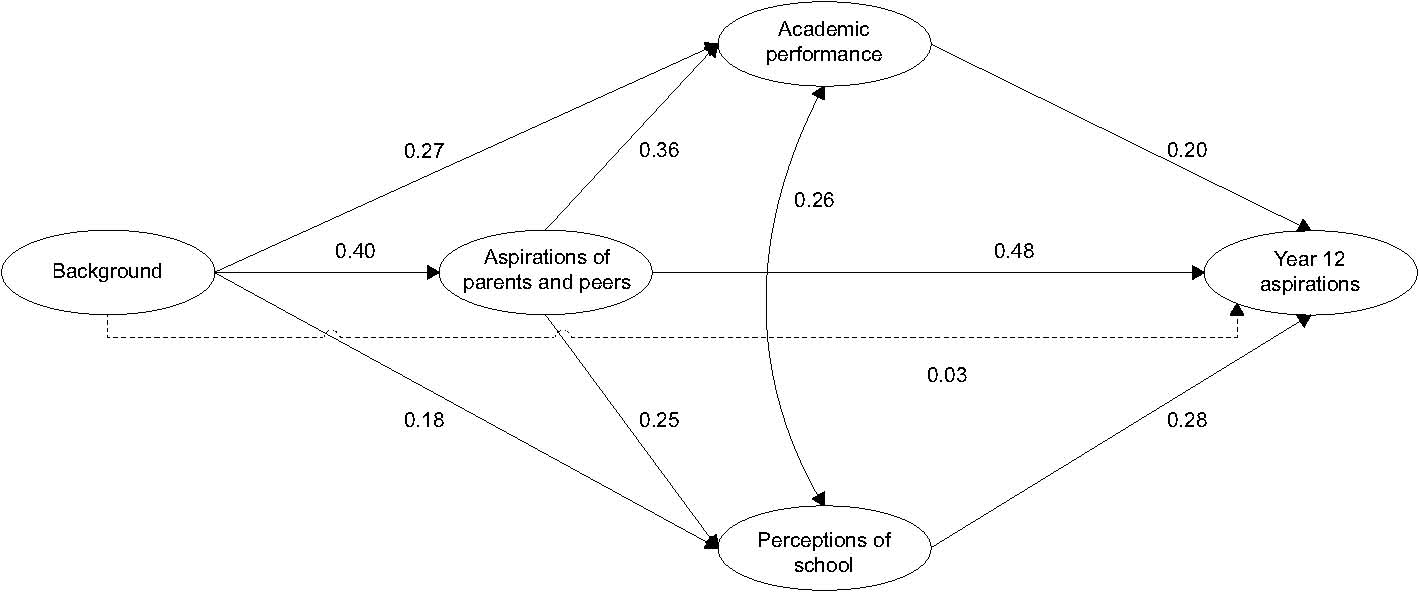 Academic
performance
0.27
0.36
0.20
0.26
0.40
0.48
Background
Aspirations of
parents and peers
Year 12
aspirations
0.03
0.18
0.25
0.28
Perceptions of
school